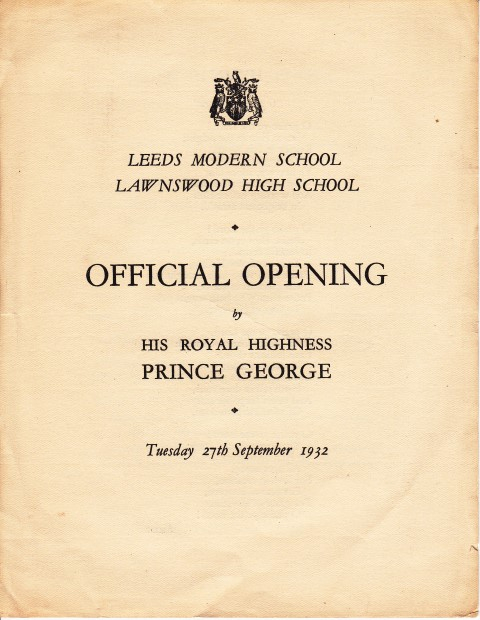 LEEDS MODERN SCHOOL
LAWNSWOOD HIGH SCHOOL
OFFICIAL OPENING
by
HIS ROYAL HIGHNESS
PRINCE GEORGE
Tuesday 27th September 1932